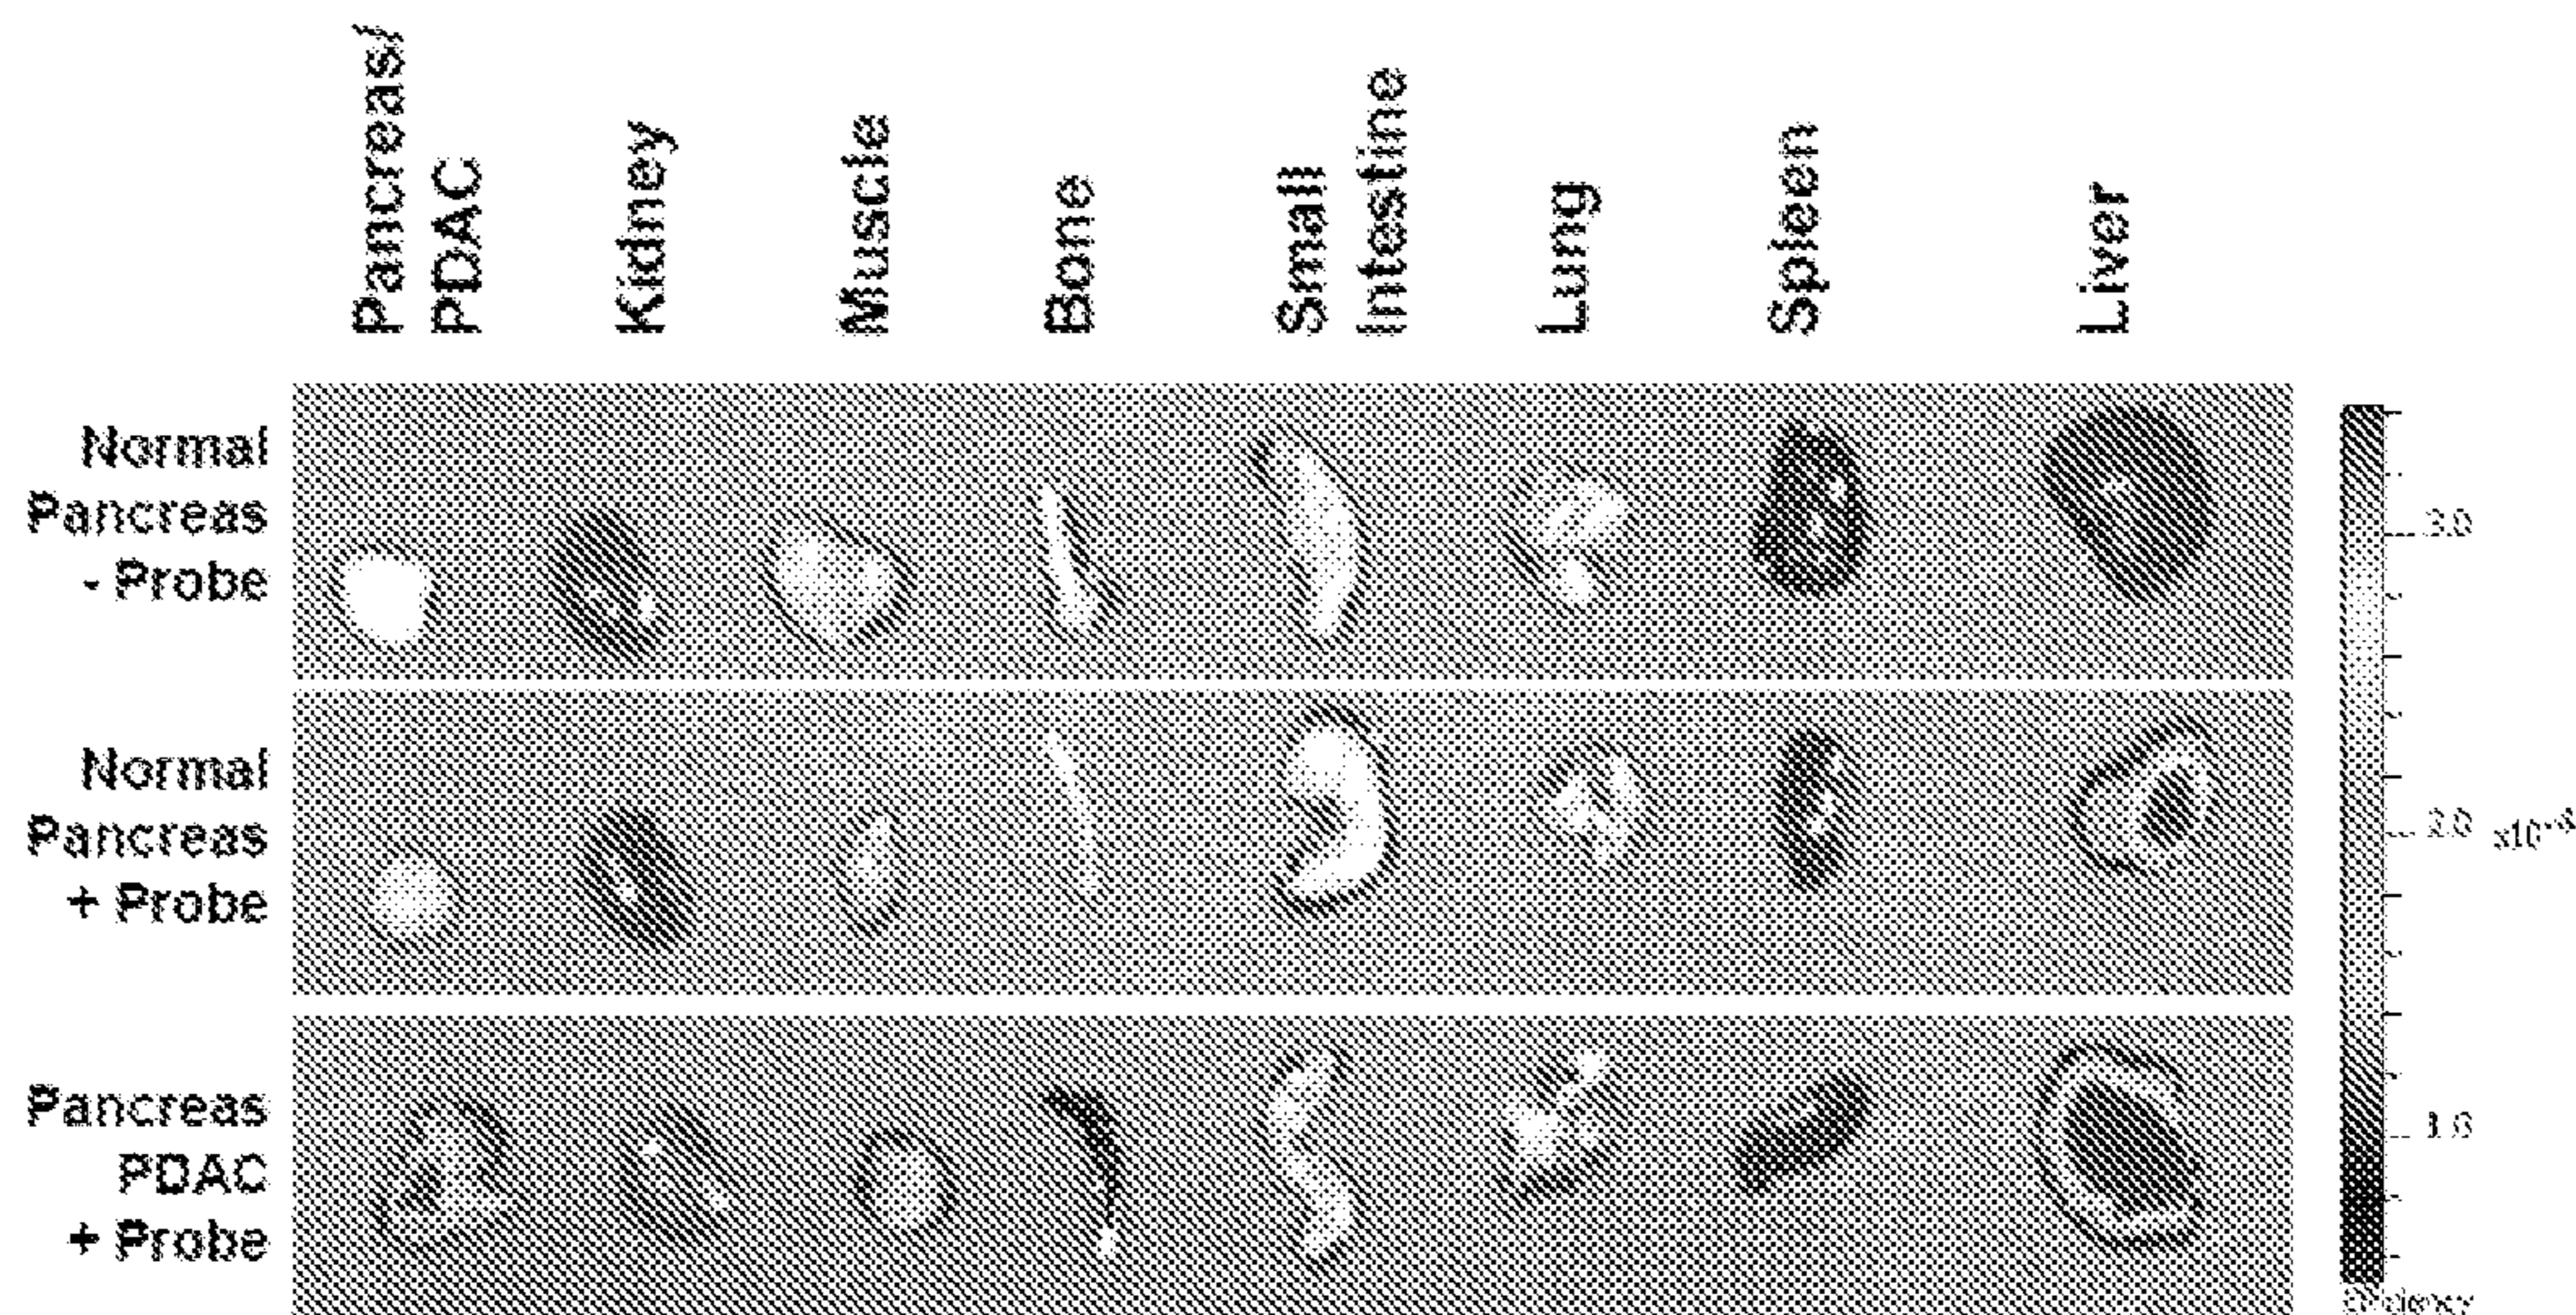 Pancreas/
PDAC
Kidney
Muscle
Bone
Small
Intestine
Lung
Spleen
Liver
Normal
Pancreas
- Probe
Normal
Pancreas
+ Probe
Pancreas
PDAC
+ Probe
3.0
2.0
1.0